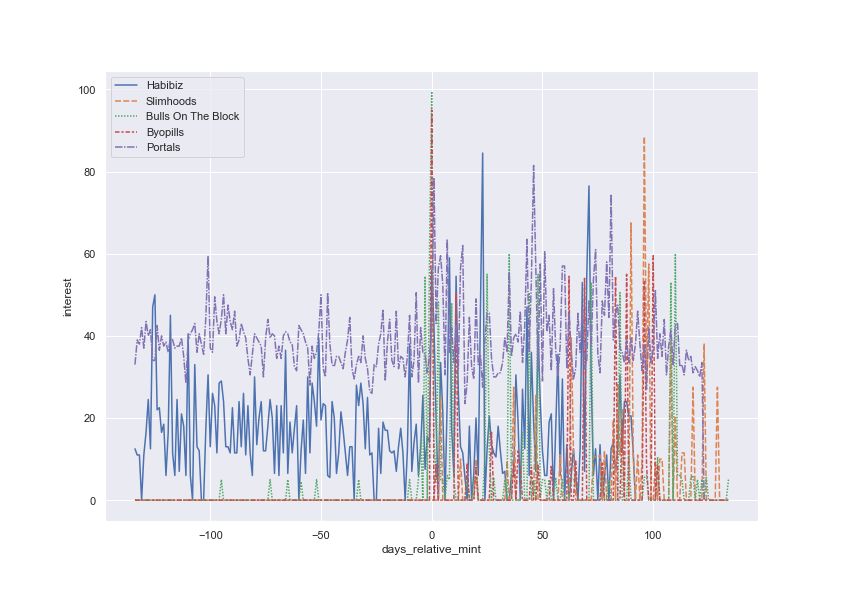 Habibiz
Slimhoods
Bulls On The Block
Byopills
Portals
100
80
60
40
20
0
interest
−100
−50
0
50
100
days_relative_mint